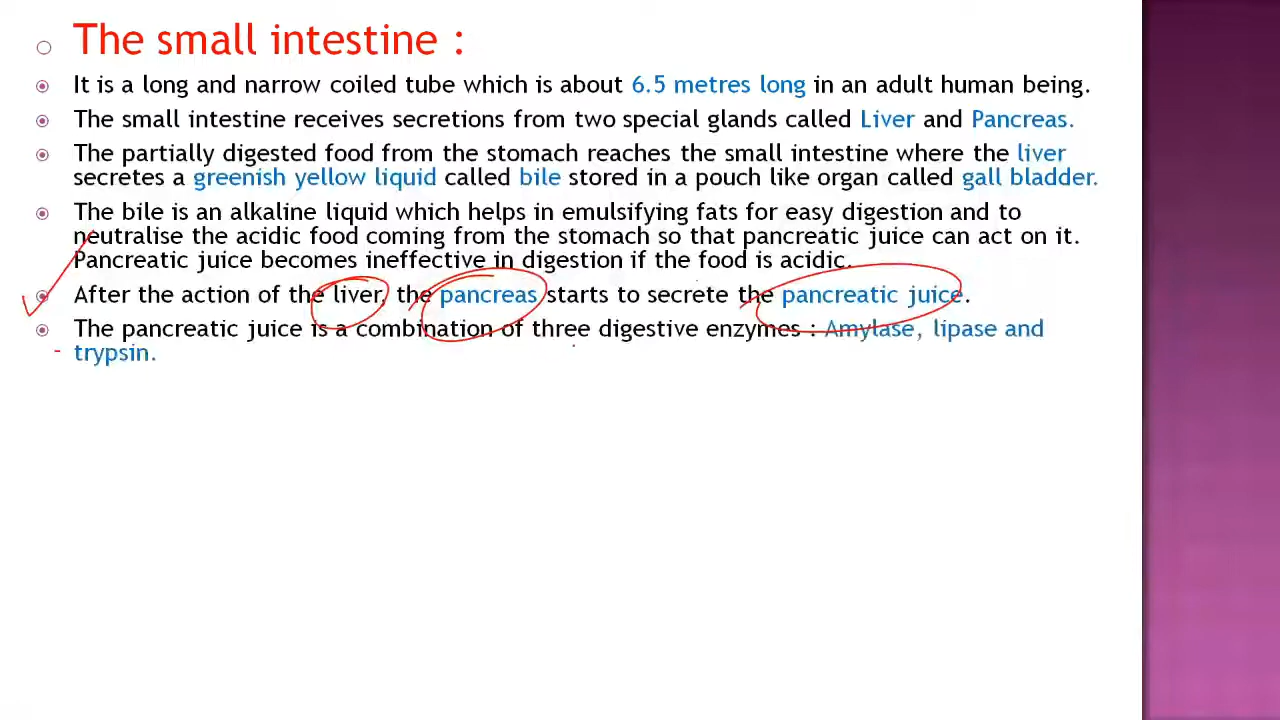 The small intestine :
It is a long and narrow coiled tube which is about 6.5 metres long in an adult human being.
The small intestine receives secretions from two special glands called Liver and Pancreas.
The partially digested food from the stomach reaches the small intestine where the liver
secretes a greenish yellow liquid called bile stored in a pouch like organ called gall bladder.
The bile is an alkaline liquid which helps in emulsifying fats for easy digestion and to
neutralise the acidic food coming from the stomach so that pancreatic juice can act on it.
Pancreatic juice becomes ineffective in digestion if the food is acidic.
After the action of the liver, the pancreas starts to secrete the pancreatic juice.
The pancreatic juice is a combination of three digestive enzymes : Amylase, lipase and
trypsin.